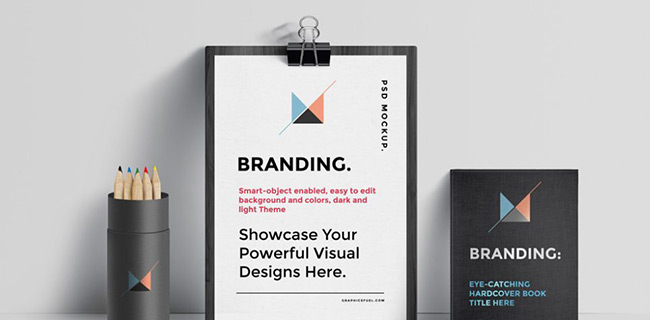 PSD MOCKUP.
BRANDING.
Smart-object enabled, easy to edit
background and colors, dark and
light Theme
Showcase Your
Powerful Visual
Designs Here.
GRAPHICSFUEL.COM
BRANDING:
EYE-CATCHING
HARDCOVER BOOK
TITLE HERE